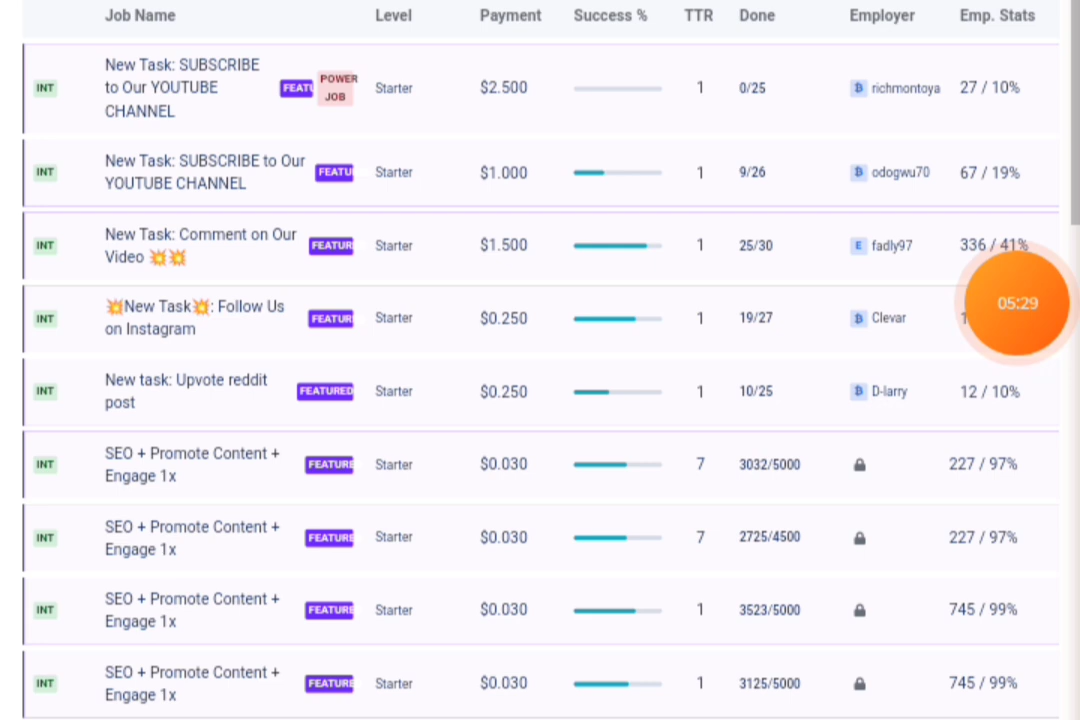 Job Name Level Payment Success % TTR Done Employer Emp. Stats
New Task: SUBSCRIBE
to Our YOUTUBE
CHANNEL
POWER
JOB
INT Starter $2.500 1 0/25 richmontoya 27 / 10%
New Task: SUBSCRIBE to Our
YOUTUBE CHANNEL
INT Starter $1.000 1 9/26 odogwu70 67 / 19%
New Task: Comment on Our
Video 💥💥
INT FEATUR Starter $1.500 1 25/30 E fadly97 336 / 41%
💥New Task💥: Follow Us
on Instagram
INT FEATUR Starter $0.250 1 19/27 Clevar
05:29
New task: Upvote reddit
post
INT FEATURED Starter $0.250 1 10/25 D-larry 12 / 10%
SEO + Promote Content +
Engage 1x
INT FEATURE Starter $0.030 7 3032/5000 227 / 97%
SEO + Promote Content +
Engage 1x
INT FEATURE Starter $0.030 7 2725/4500 227 / 97%
SEO + Promote Content +
Engage 1x
INT FEATURE Starter $0.030 1 3523/5000 745 / 99%
SEO + Promote Content +
Engage 1x
INT FEATURE Starter $0.030 1 3125/5000 745 / 99%